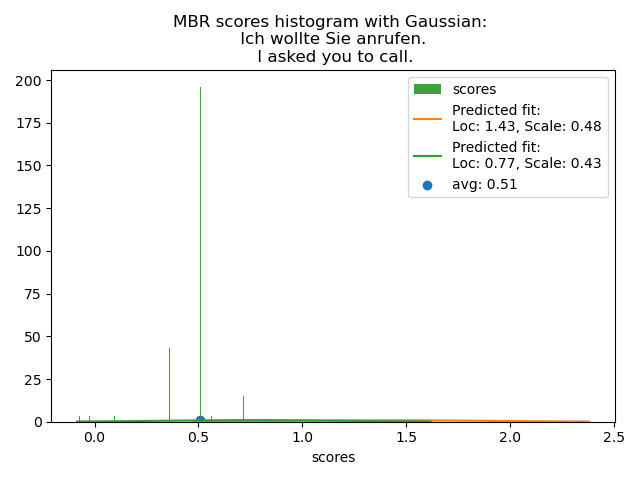 MBR scores histogram with Gaussian:
Ich wollte Sie anrufen.
I asked you to call.
200
175
150
125
100
75
50
25
0
scores
Predicted fit:
Loc: 1.43, Scale: 0.48
Predicted fit:
Loc: 0.77, Scale: 0.43
avg: 0.51
0.0 0.5 1.0 1.5 2.0 2.5
scores